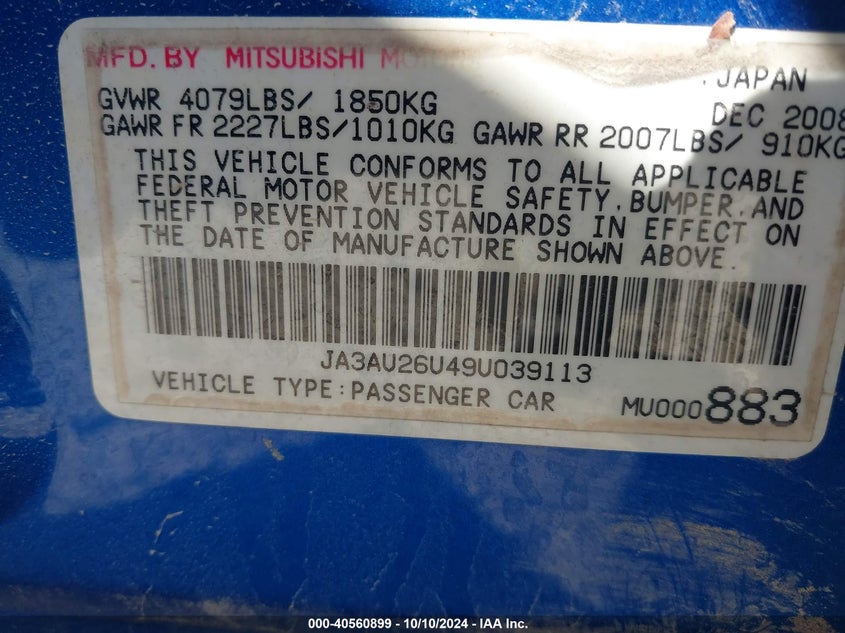 MFD. BY MITSUBISHI
JAPAN
GVWR 4079LBS/ 1850KG
DEC 2008
GAWR FR 2227LBS/1010KG GAWR RR 2007LBS/ 910KG
THIS VEHICLE CONFORMS TO ALL APPLICABLE
FEDERAL MOTOR VEHICLE SAFETY, BUMPER, AND
THEFT PREVENTION STANDARDS IN EFFECT ON
THE DATE OF MANUFACTURE SHOWN ABOVE.
JA3AU26U49U039113
VEHICLE TYPE:PASSENGER CAR
MU000883
000-40560899 - 10/10/2024 - IAA Inc.